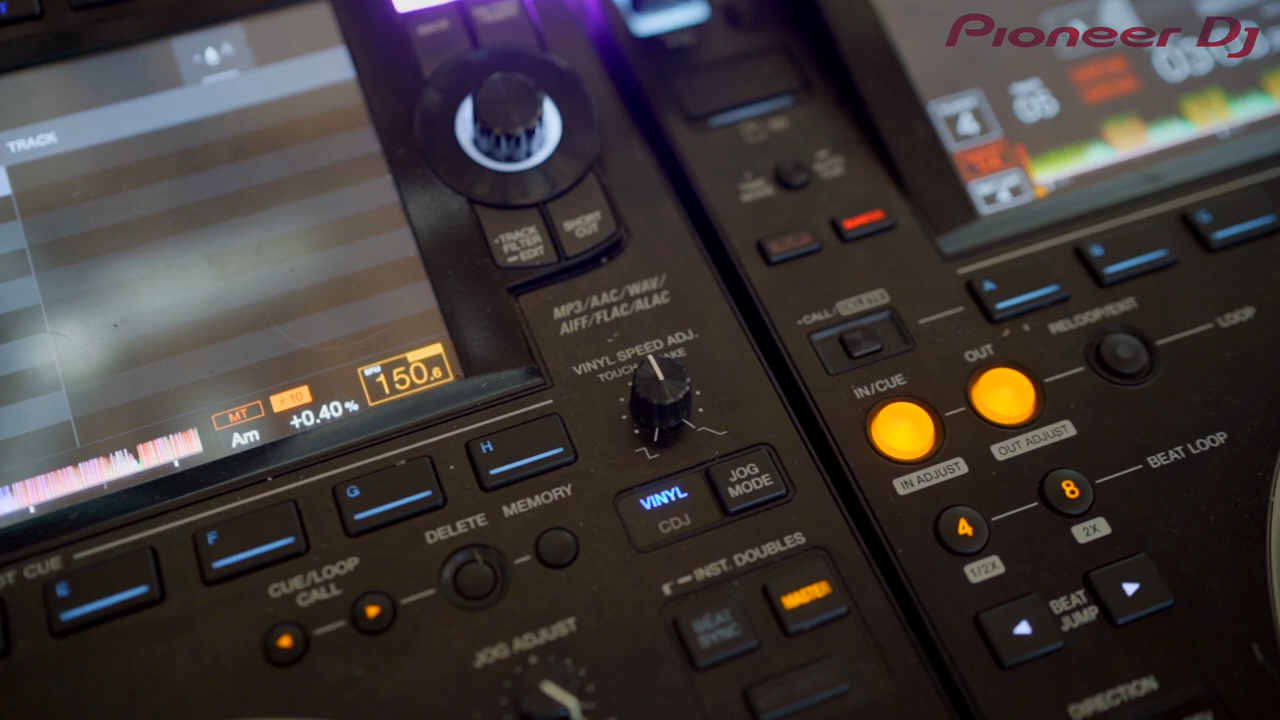 Pioneer Dj
TRACK
TRACK
FILTER
EDIT
SHORT
CUT
MP3/AAC/WAV/
AIFF/FLAC/ALAC
VINYL SPEED ADJ.
150.6
MT
±10
Am
+0.40%
H
G
F
E
VINYL
CDJ
JOG
MODE
DELETE
MEMORY
CUE/LOOP
CALL
INST. DOUBLES
BEAT
SYNC
MASTER
JOG ADJUST
4
05
A
B
CALL
RELOOP/EXIT
LOOP
OUT
IN/CUE
OUT ADJUST
IN ADJUST
BEAT LOOP
8
4
2X
1/2X
BEAT
JUMP
DIRECTION